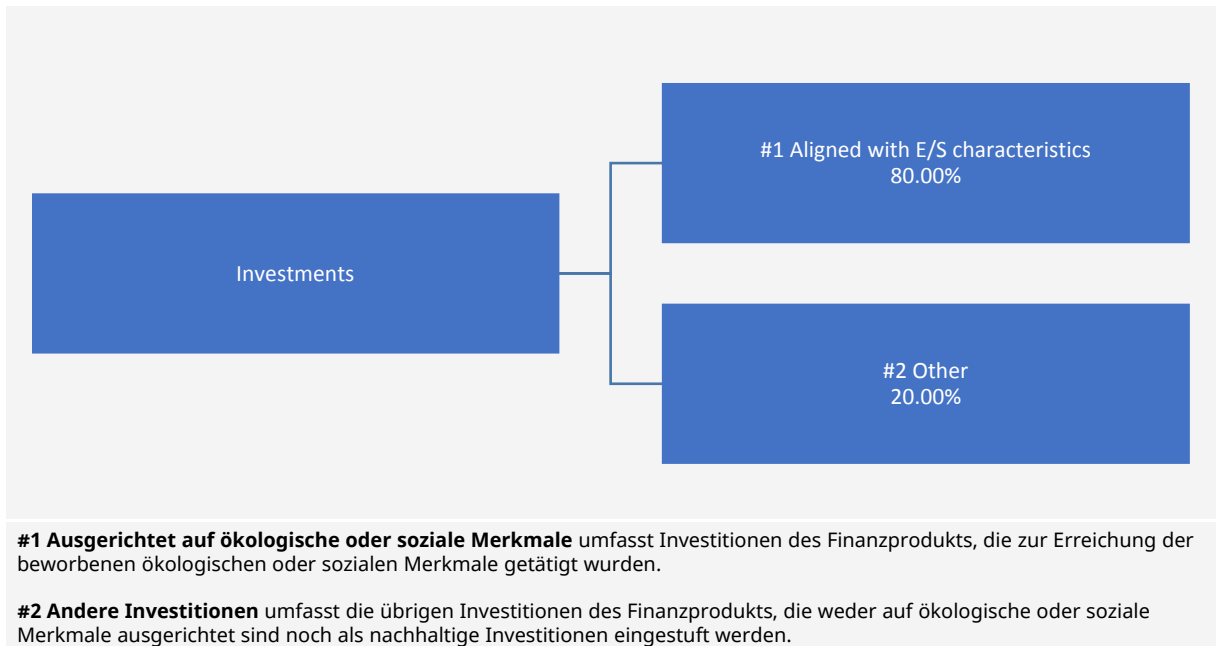 #1 Aligned with E/S characteristics
80.00%
Investments
#2 Other
20.00%
#1 Ausgerichtet auf ökologische oder soziale Merkmale umfasst Investitionen des Finanzprodukts, die zur Erreichung der
beworbenen ökologischen oder sozialen Merkmale getätigt wurden.
#2 Andere Investitionen umfasst die übrigen Investitionen des Finanzprodukts, die weder auf ökologische oder soziale
Merkmale ausgerichtet sind noch als nachhaltige Investitionen eingestuft werden.